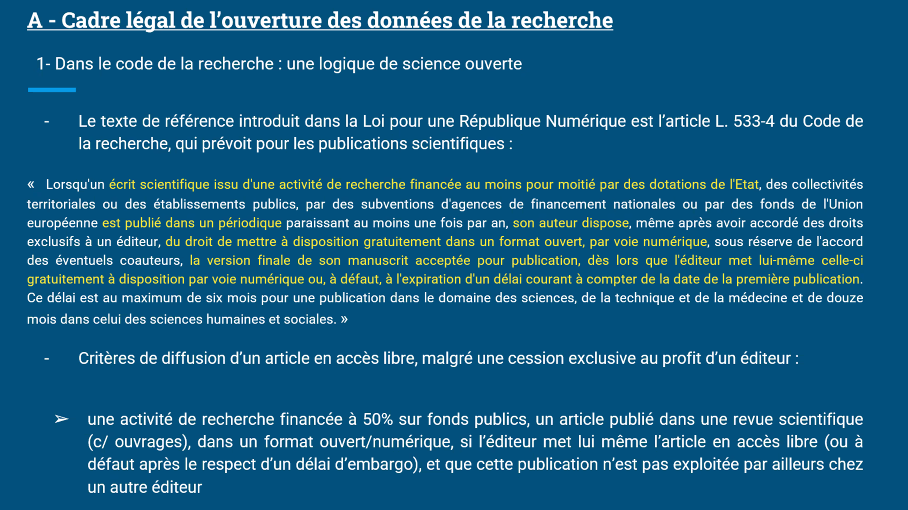 A - Cadre légal de l’ouverture des données de la recherche
1- Dans le code de la recherche : une logique de science ouverte
- Le texte de référence introduit dans la Loi pour une République Numérique est l’article L. 533-4 du Code de
la recherche, qui prévoit pour les publications scientifiques :
« Lorsqu'un écrit scientifique issu d'une activité de recherche financée au moins pour moitié par des dotations de l'Etat, des collectivités
territoriales ou des établissements publics, par des subventions d'agences de financement nationales ou par des fonds de l'Union
européenne est publié dans un périodique paraissant au moins une fois par an, son auteur dispose, même après avoir accordé des droits
exclusifs à un éditeur, du droit de mettre à disposition gratuitement dans un format ouvert, par voie numérique, sous réserve de l'accord
des éventuels coauteurs, la version finale de son manuscrit acceptée pour publication, dès lors que l'éditeur met lui-même celle-ci
gratuitement à disposition par voie numérique ou, à défaut, à l'expiration d'un délai courant à compter de la date de la première publication.
Ce délai est au maximum de six mois pour une publication dans le domaine des sciences, de la technique et de la médecine et de douze
mois dans celui des sciences humaines et sociales. »
- Critères de diffusion d’un article en accès libre, malgré une cession exclusive au profit d’un éditeur :
➢ une activité de recherche financée à 50% sur fonds publics, un article publié dans une revue scientifique
(c/ ouvrages), dans un format ouvert/numérique, si l’éditeur met lui même l’article en accès libre (ou à
défaut après le respect d’un délai d’embargo), et que cette publication n’est pas exploitée par ailleurs chez
un autre éditeur